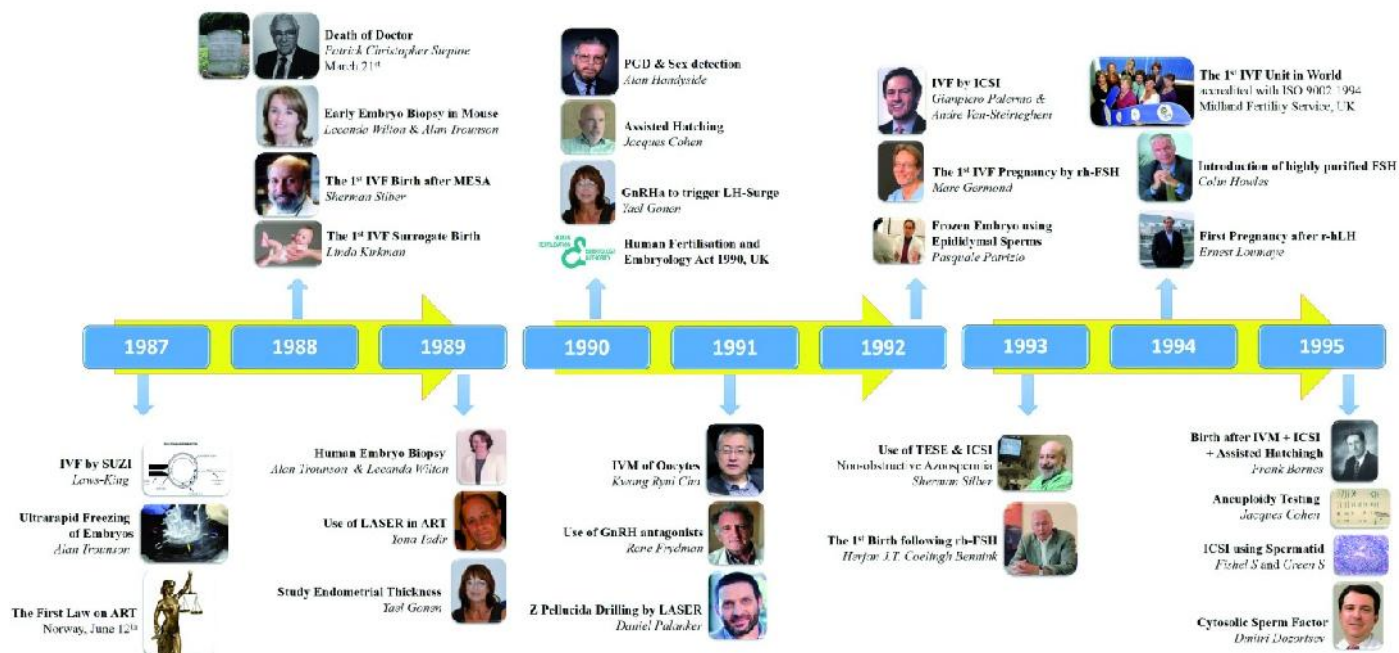 Death of Doctor
Patrick Christopher Steptoe
March 21st
Early Embryo Biopsy in Mouse
Leeanda Wilton & Alan Trounson
The 1st IVF Birth after MESA
Sherman Silber
The 1st IVF Surrogate Birth
Linda Kirkman
PGD & Sex detection
Alan Handyside
Assisted Hatching
Jacques Cohen
GnRHa to trigger LH-Surge
Yael Gonen
Human Fertilisation and
Embryology Act 1990, UK
IVF by ICSI
Gianpiero Palermo &
Andre Van-Steirteghem
The 1st IVF Pregnancy by rh-FSH
Marc Germond
Frozen Embryo using
Epididymal Sperms
Pasquale Patrizio
The 1st IVF Unit in World
accredited with ISO 9002:1994
Midland Fertility Service, UK
Introduction of highly purified FSH
Colin Howles
First Pregnancy after r-hLH
Ernest Loumaye
1987
1988
1989
1990
1991
1992
1993
1994
1995
IVF by SUZI
Laws-King
Ultrarapid Freezing
of Embryos
Alan Trounson
The First Law on ART
Norway, June 12th
Human Embryo Biopsy
Alan Trounson & Leeanda Wilton
Use of LASER in ART
Yona Tadir
Study Endometrial Thickness
Yael Gonen
IVM of Oocytes
Kwang Ryul Cha
Use of GnRH antagonists
Rene Frydman
Z Pellucida Drilling by LASER
Daniel Palanker
Use of TESE & ICSI
Non-obstructive Azoospermia
Sherman Silber
The 1st Birth following rh-FSH
Herjan J.T. Coelingh Bennink
Birth after IVM + ICSI
+ Assisted Hatchingh
Frank Barnes
Aneuploidy Testing
Jacques Cohen
ICSI using Spermatid
Fishel S and Green S
Cytosolic Sperm Factor
Dmitri Dozortsev